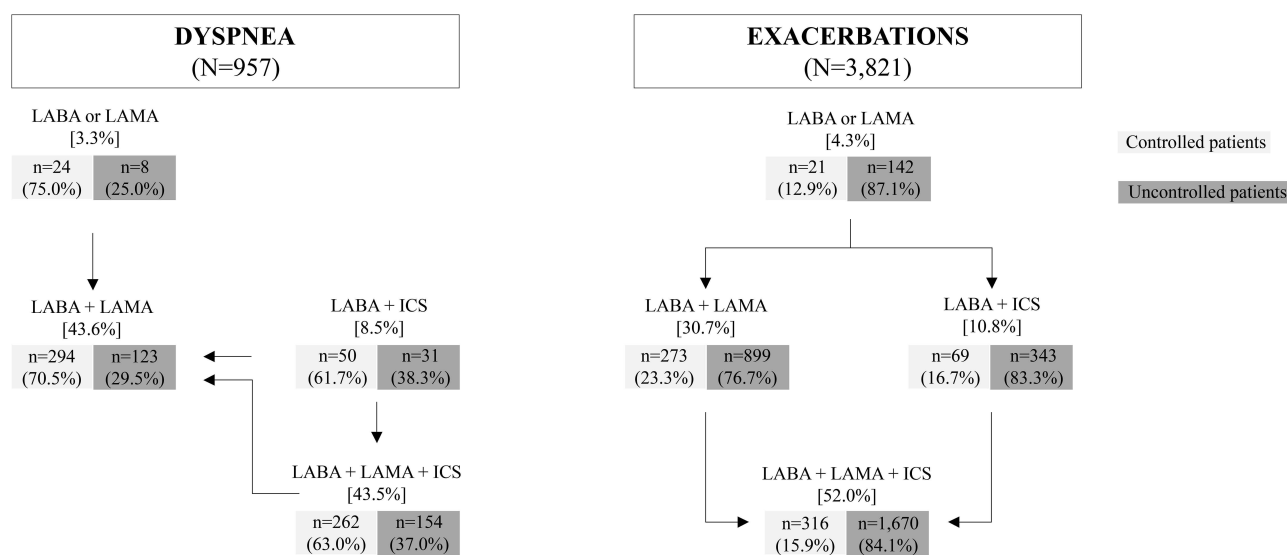 DYSPNEA
(N=957)
LABA or LAMA
[3.3%]
n=24 n=8
(75.0%) (25.0%)
LABA + LAMA
[43.6%]
n=294 n=123
(70.5%) (29.5%)
LABA + ICS
[8.5%]
n=50 n=31
(61.7%) (38.3%)
LABA + LAMA + ICS
[43.5%]
n=262 n=154
(63.0%) (37.0%)
EXACERBATIONS
(N=3,821)
LABA or LAMA
[4.3%]
n=21 n=142
(12.9%) (87.1%)
LABA + LAMA
[30.7%]
n=273 n=899
(23.3%) (76.7%)
LABA + ICS
[10.8%]
n=69 n=343
(16.7%) (83.3%)
LABA + LAMA + ICS
[52.0%]
n=316 n=1,670
(15.9%) (84.1%)
Controlled patients
Uncontrolled patients